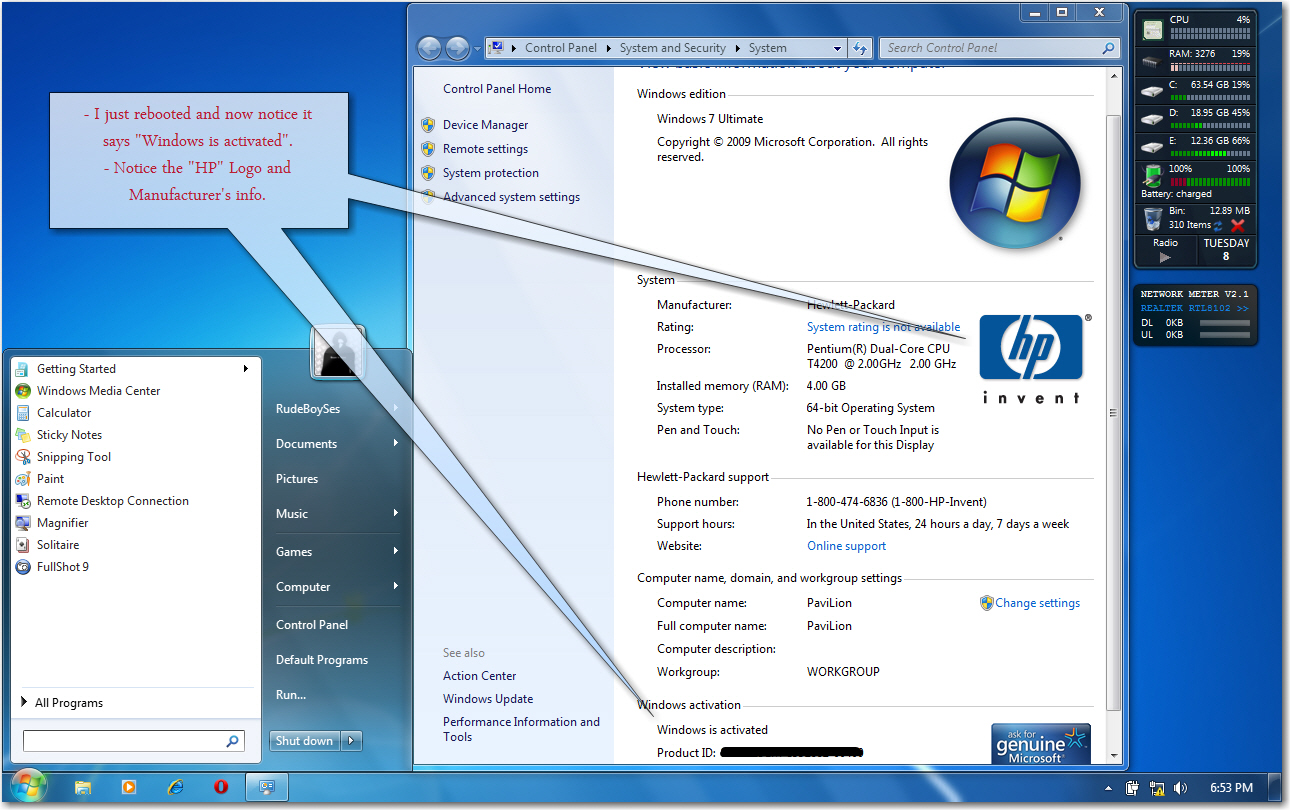 - I just rebooted and now notice it
says "Windows is activated".
- Notice the "HP" Logo and
Manufacturer's info.
Control Panel
System and Security
System
Search Control Panel
Control Panel Home
Device Manager
Remote settings
System protection
Advanced system settings
See also
Action Center
Windows Update
Performance Information and
Tools
View basic information about your computer
Windows edition
Windows 7 Ultimate
Copyright © 2009 Microsoft Corporation. All rights
reserved.
System
Manufacturer: Hewlett-Packard
Rating: System rating is not available
Processor: Pentium(R) Dual-Core CPU
T4200 @ 2.00GHz 2.00 GHz
Installed memory (RAM): 4.00 GB
System type: 64-bit Operating System
Pen and Touch: No Pen or Touch Input is
available for this Display
hp®
invent
Hewlett-Packard support
Phone number: 1-800-474-6836 (1-800-HP-Invent)
Support hours: In the United States, 24 hours a day, 7 days a week
Website: Online support
Computer name, domain, and workgroup settings
Computer name: PaviLion
Change settings
Full computer name: PaviLion
Computer description:
Workgroup: WORKGROUP
Windows activation
Windows is activated
Product ID:
ask for
genuine
Microsoft®
Getting Started
Windows Media Center
Calculator
Sticky Notes
Snipping Tool
Paint
Remote Desktop Connection
Magnifier
Solitaire
FullShot 9
All Programs
RudeBoySes
Documents
Pictures
Music
Games
Computer
Control Panel
Default Programs
Run...
Shut down
CPU 4%
RAM: 3276 19%
C: 63.54 GB 19%
D: 18.95 GB 45%
E: 12.36 GB 66%
100% 100%
Battery: charged
Bin: 12.89 MB
310 Items
Radio
TUESDAY
8
NETWORK METER V2.1
REALTEK RTL8102 >>
DL 0KB
UL 0KB
6:53 PM